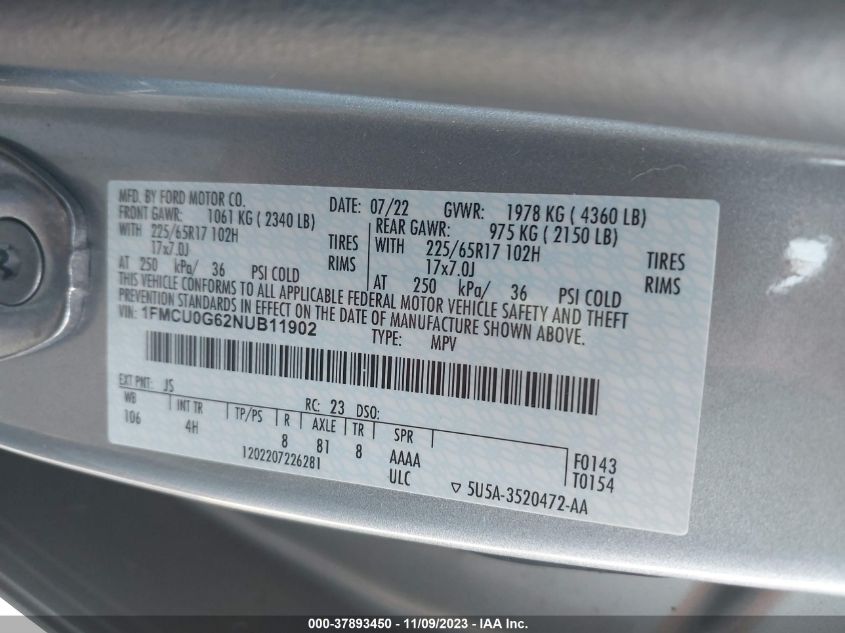 MFD. BY FORD MOTOR CO. DATE: 07/22 GVWR: 1978 KG ( 4360 LB)
FRONT GAWR: 1061 KG ( 2340 LB) REAR GAWR: 975 KG ( 2150 LB)
WITH 225/65R17 102H TIRES WITH 225/65R17 102H TIRES
17x7.0J RIMS 17x7.0J RIMS
AT 250 kPa/ 36 PSI COLD AT 250 kPa/ 36 PSI COLD
THIS VEHICLE CONFORMS TO ALL APPLICABLE FEDERAL MOTOR VEHICLE SAFETY AND THEFT
PREVENTION STANDARDS IN EFFECT ON THE DATE OF MANUFACTURE SHOWN ABOVE.
VIN: 1FMCU0G62NUB11902 TYPE: MPV
EXT PNT: JS RC: 23 DSO:
WB INT TR TP/PS R AXLE TR SPR
106 4H 8 81 8 AAAA F0143
1202207226281 ULC T0154
5U5A-3520472-AA
000-37893450 - 11/09/2023 - IAAI.com.